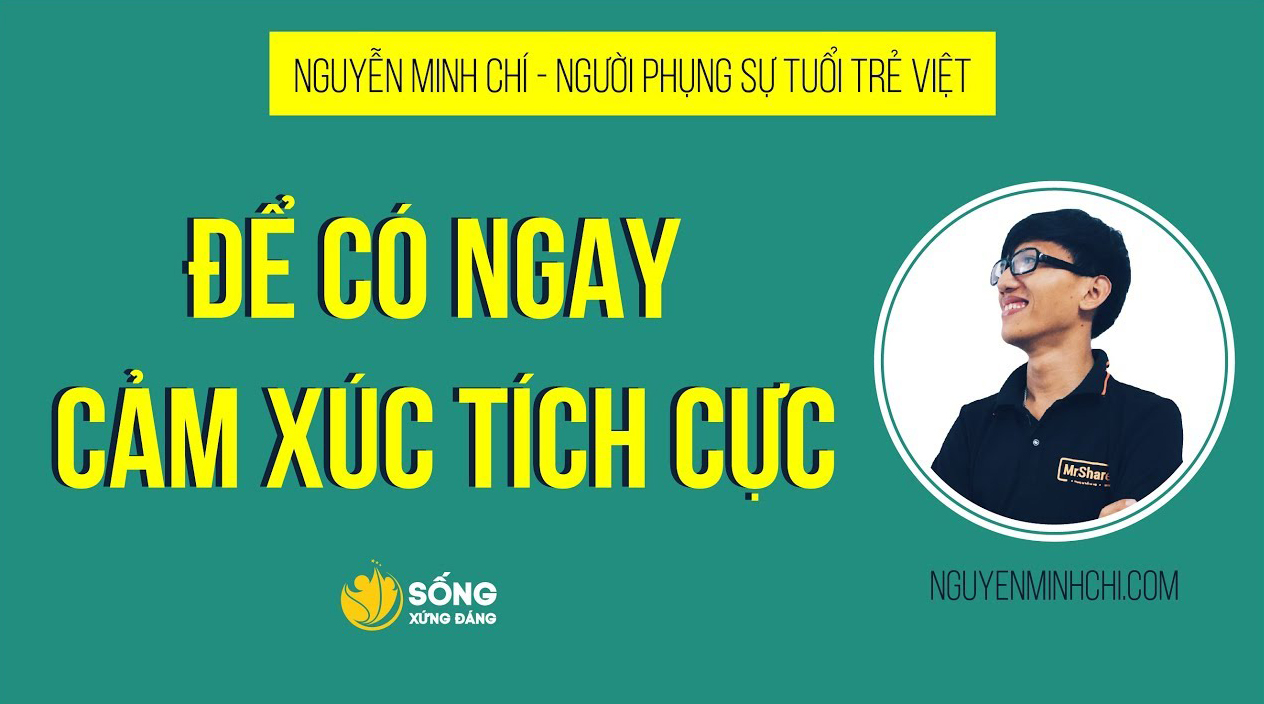 NGUYỄN MINH CHÍ - NGƯỜI PHỤNG SỰ TUỔI TRẺ VIỆT
ĐỂ CÓ NGAY
CẢM XÚC TÍCH CỰC
MrShare
SỐNG
XỨNG ĐÁNG
NGUYENMINHCHI.COM